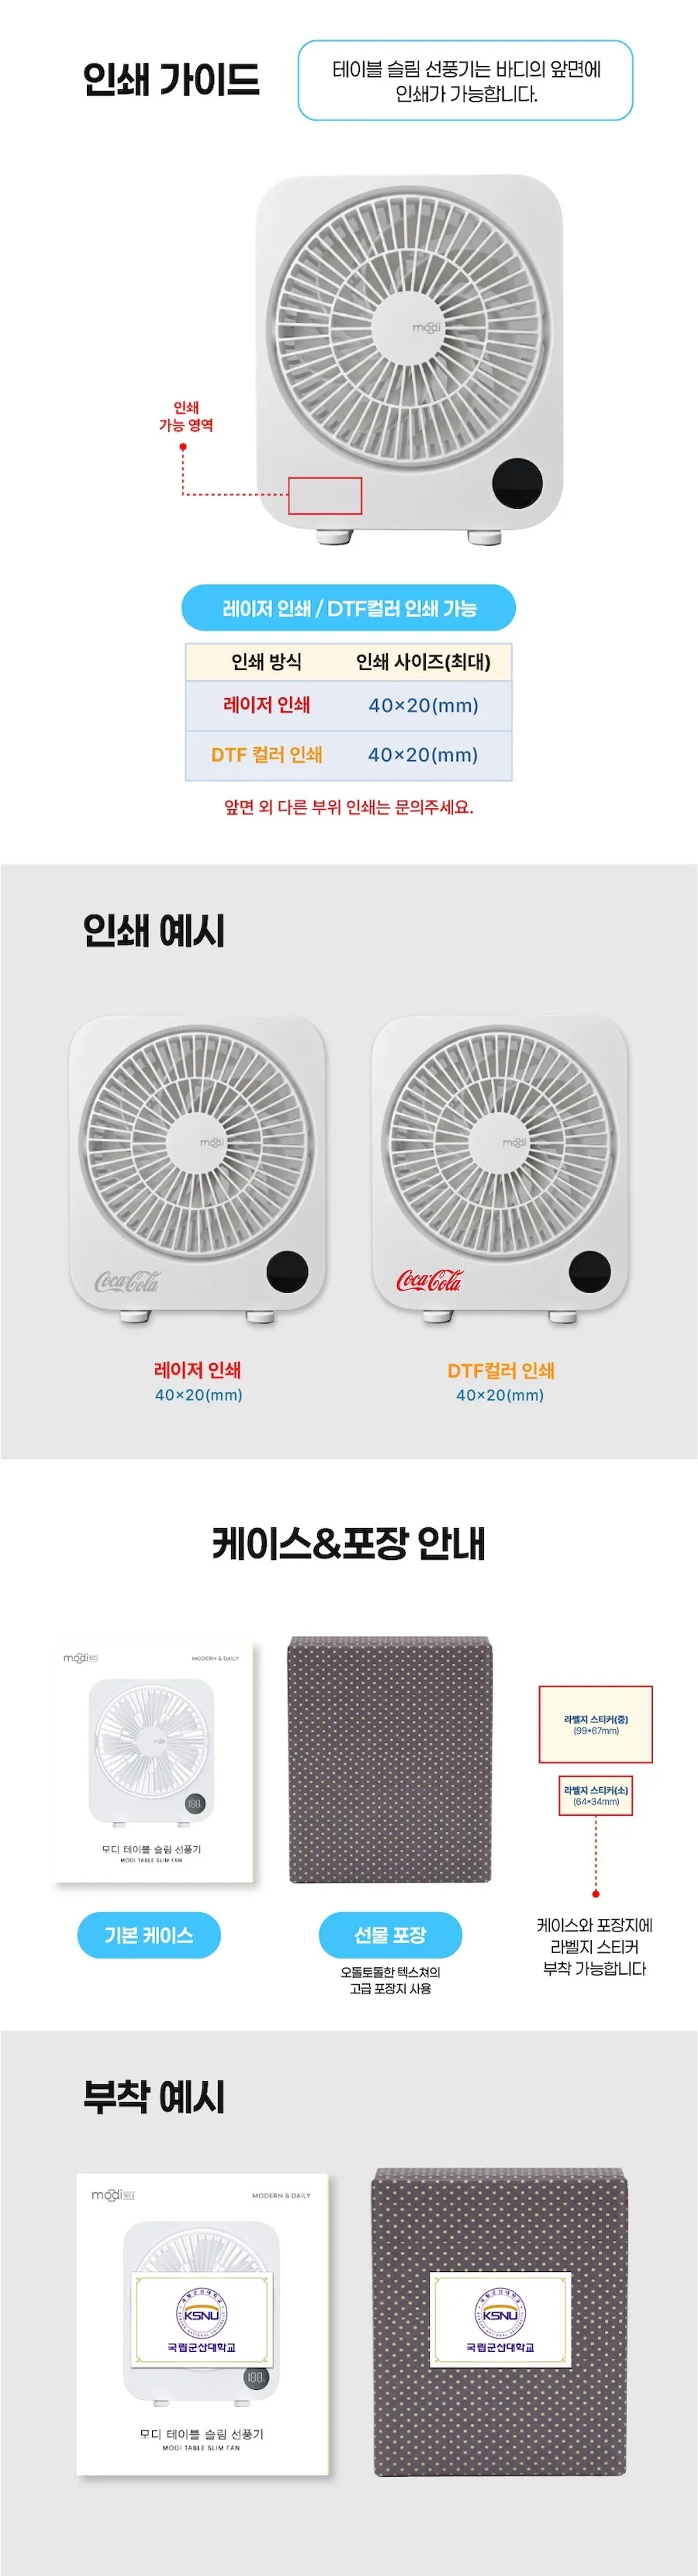 인쇄 가이드
테이블 슬림 선풍기는 바디의 앞면에
인쇄가 가능합니다.
modi
인쇄
가능 영역
레이저 인쇄 / DTF컬러 인쇄 가능
인쇄 방식 인쇄 사이즈(최대)
레이저 인쇄 40×20(mm)
DTF 컬러 인쇄 40×20(mm)
앞면 외 다른 부위 인쇄는 문의주세요.
인쇄 예시
modi
modi
Coca-Cola
Coca-Cola
레이저 인쇄
40×20(mm)
DTF컬러 인쇄
40×20(mm)
케이스&포장 안내
modi 모디
MODERN & DAILY
188
모디 테이블 슬림 선풍기
MODI TABLE SLIM FAN
라벨지 스티커(중)
(99*67mm)
라벨지 스티커(소)
(64*34mm)
기본 케이스
선물 포장
오돌토돌한 텍스쳐의
고급 포장지 사용
케이스와 포장지에
라벨지 스티커
부착 가능합니다
부착 예시
modi 모디
MODERN & DAILY
KSNU
국립군산대학교
188
모디 테이블 슬림 선풍기
MODI TABLE SLIM FAN
KSNU
국립군산대학교